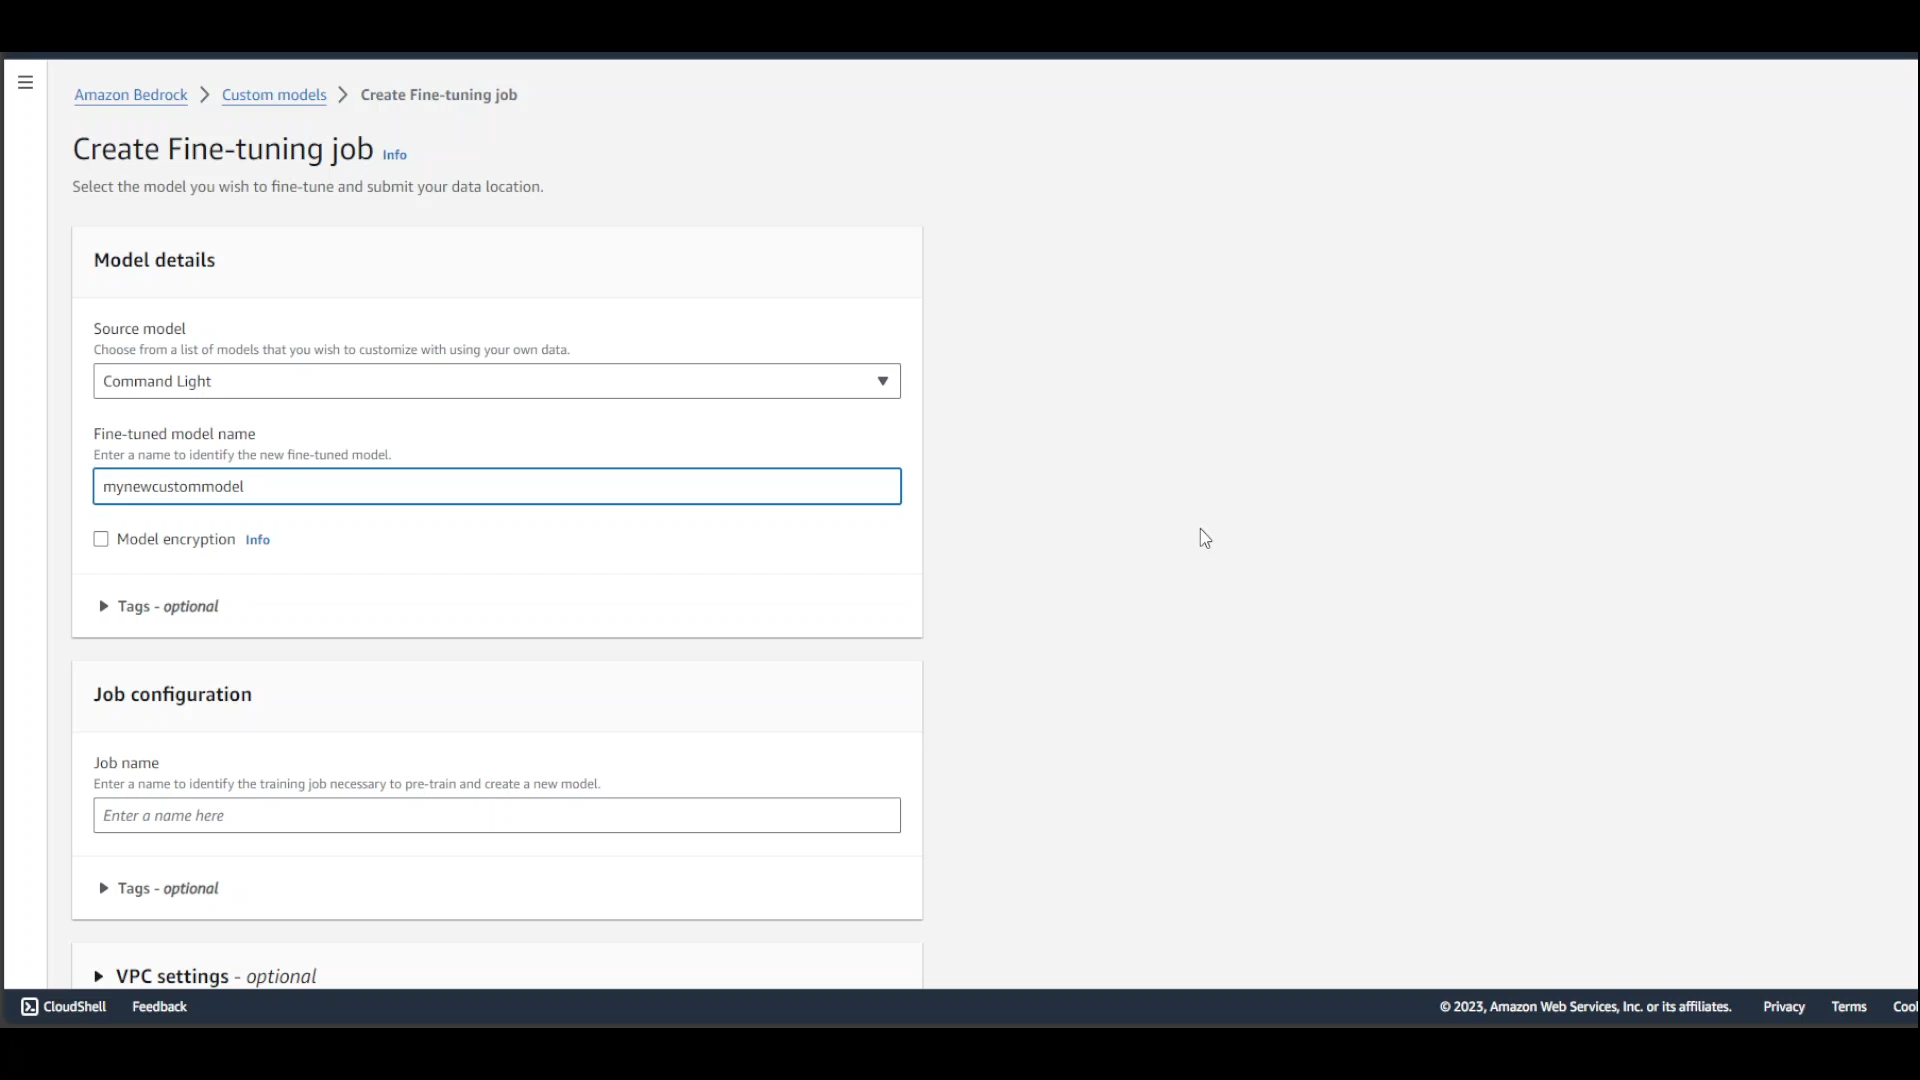 Amazon Bedrock > Custom models > Create Fine-tuning job
Create Fine-tuning job Info
Select the model you wish to fine-tune and submit your data location.
Model details
Source model
Choose from a list of models that you wish to customize with using your own data.
Command Light
Fine-tuned model name
Enter a name to identify the new fine-tuned model.
mynewcustommodel
Model encryption Info
Tags - optional
Job configuration
Job name
Enter a name to identify the training job necessary to pre-train and create a new model.
Enter a name here
Tags - optional
VPC settings - optional
CloudShell Feedback © 2023, Amazon Web Services, Inc. or its affiliates. Privacy Terms Cool